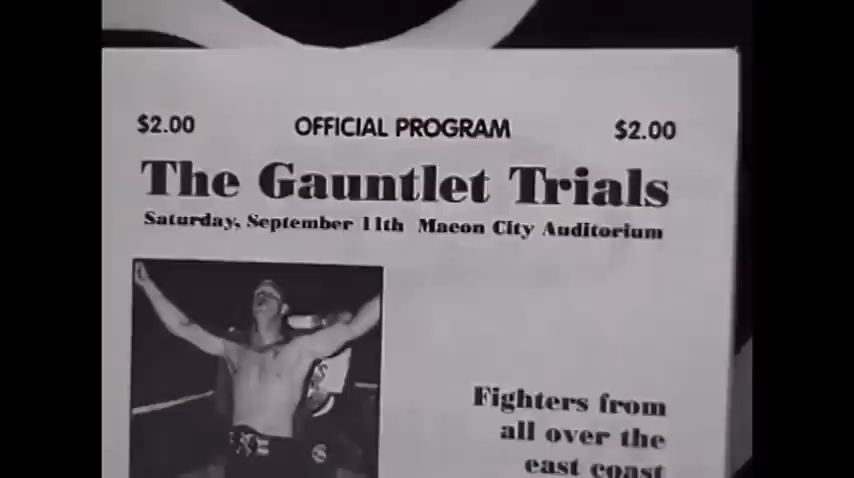 $2.00 OFFICIAL PROGRAM $2.00
The Gauntlet Trials
Saturday, September 11th Macon City Auditorium
Fighters from
all over the
east coast